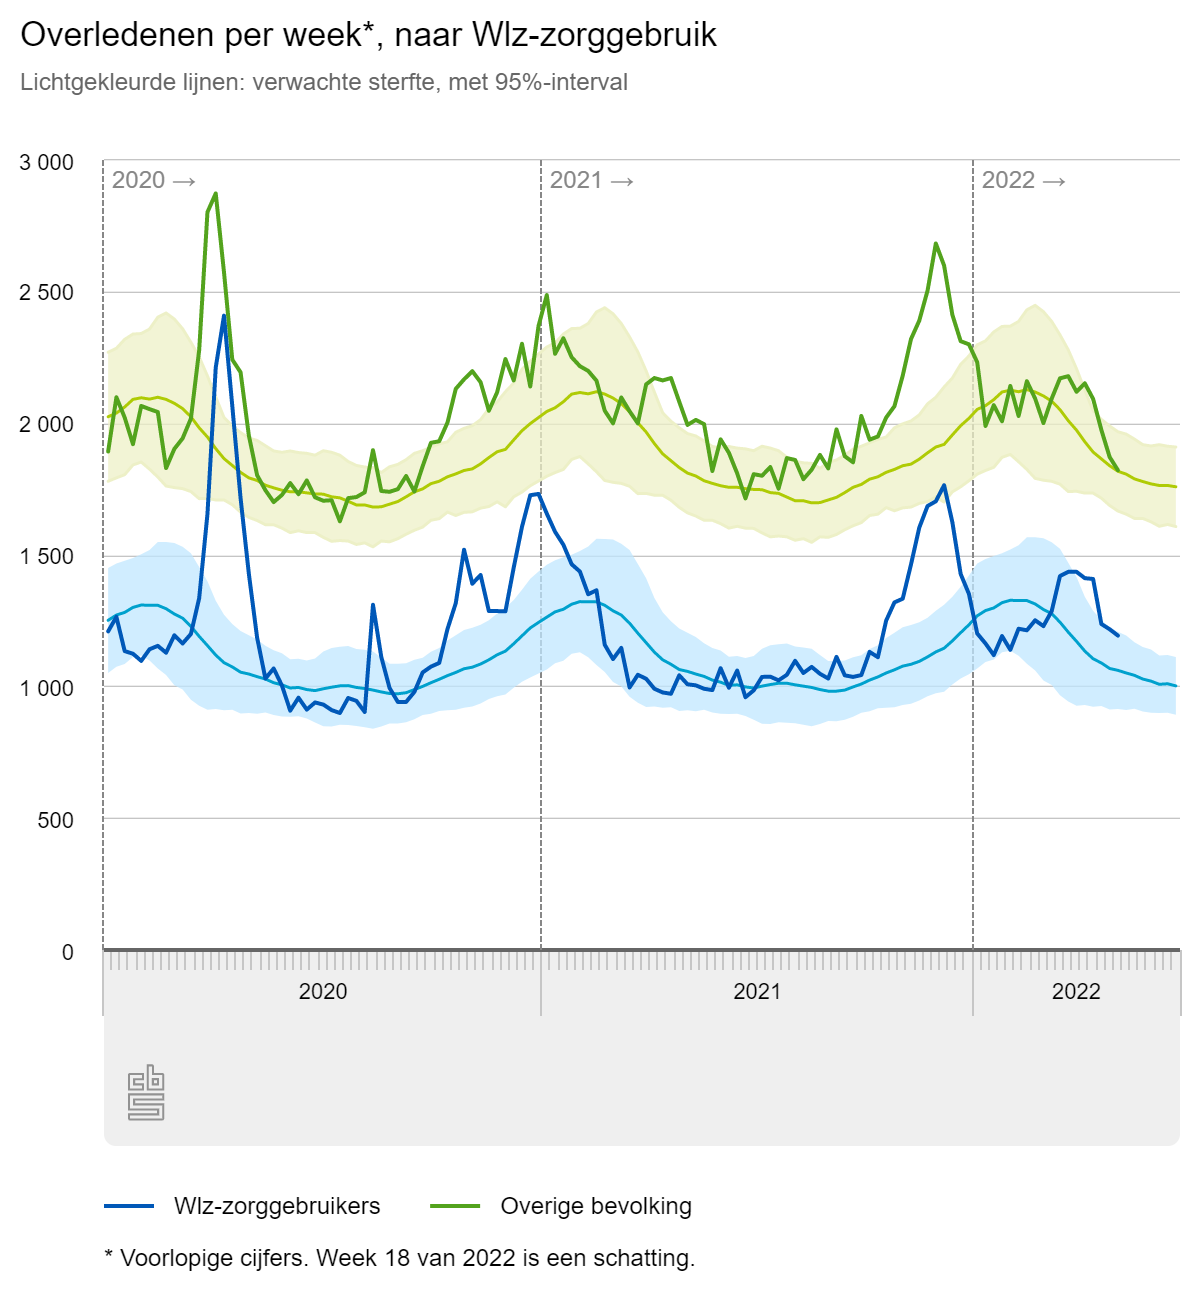 Overledenen per week*, naar Wlz-zorggebruik
Lichtgekleurde lijnen: verwachte sterfte, met 95%-interval
3 000
2020 →
2021 →
2022 →
2 500
2 000
1 500
1 000
500
0
2020
2021
2022
cbs
Wlz-zorggebruikers
Overige bevolking
* Voorlopige cijfers. Week 18 van 2022 is een schatting.